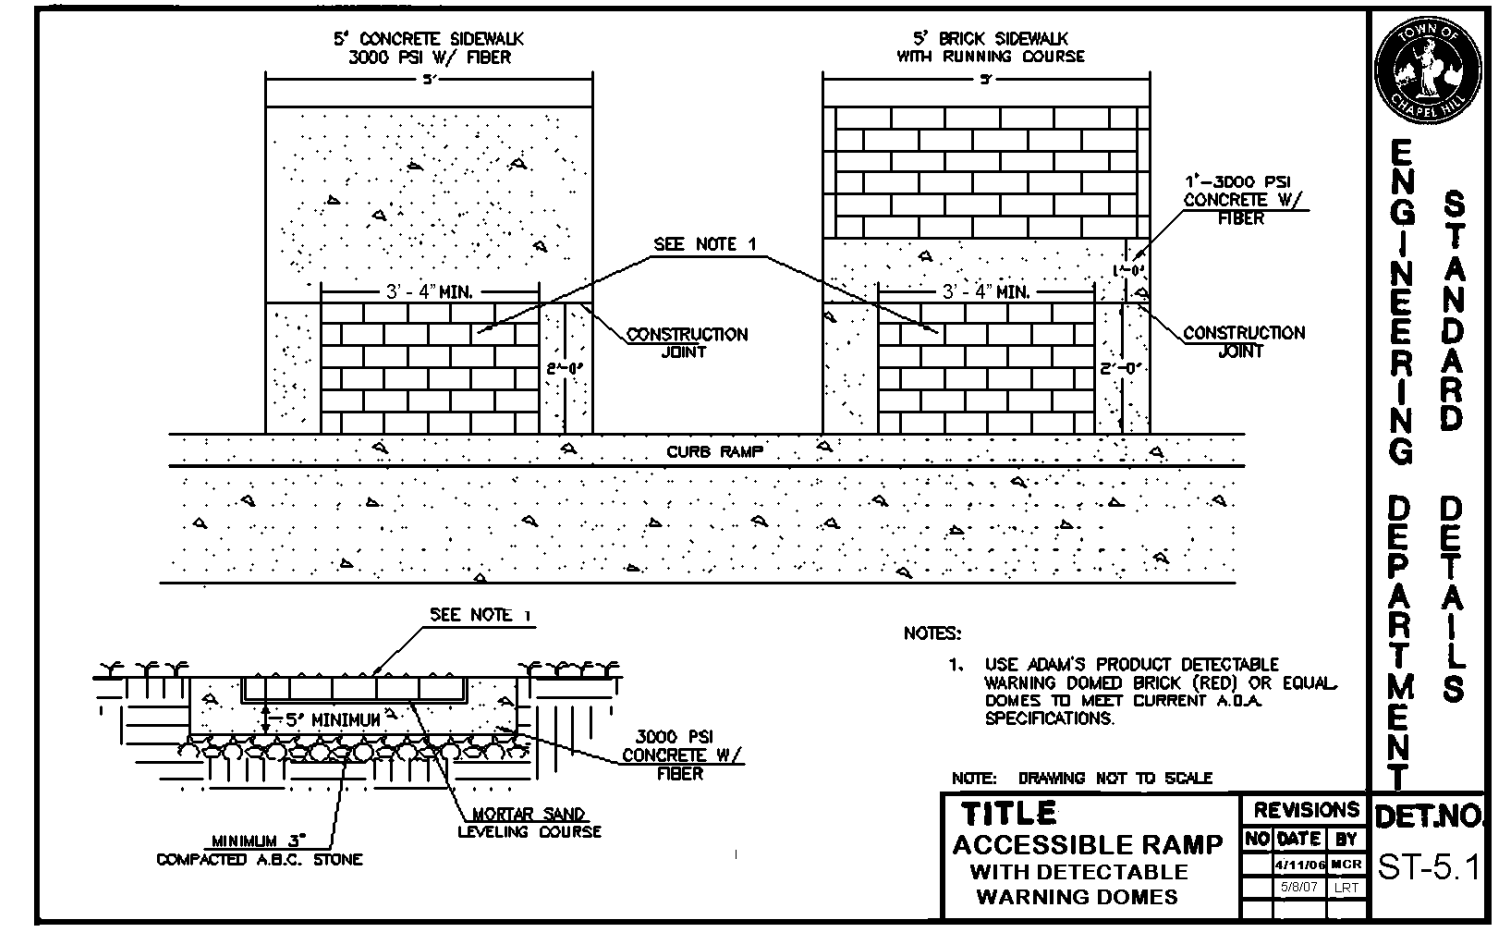 5' CONCRETE SIDEWALK
3000 PSI W/ FIBER
5'
5' BRICK SIDEWALK
WITH RUNNING COURSE
5'
1'-3000 PSI
CONCRETE W/
FIBER
SEE NOTE 1
1'-0"
3' - 4" MIN.
3' - 4" MIN.
CONSTRUCTION
JOINT
CONSTRUCTION
JOINT
2'-0"
2'-0"
CURB RAMP
SEE NOTE 1
5" MINIMUM
3000 PSI
CONCRETE W/
FIBER
MORTAR SAND
LEVELING COURSE
MINIMUM 3"
COMPACTED A.B.C. STONE
NOTES:
1. USE ADAM'S PRODUCT DETECTABLE
WARNING DOMED BRICK (RED) OR EQUAL
DOMES TO MEET CURRENT A.D.A.
SPECIFICATIONS.
NOTE: DRAWING NOT TO SCALE
TITLE
ACCESSIBLE RAMP
WITH DETECTABLE
WARNING DOMES
REVISIONS
NO DATE BY
4/11/06 MCR
5/8/07 LRT
DET.NO.
ST-5.1
TOWN OF
CHAPEL HILL
ENGINEERING DEPARTMENT
STANDARD DETAILS